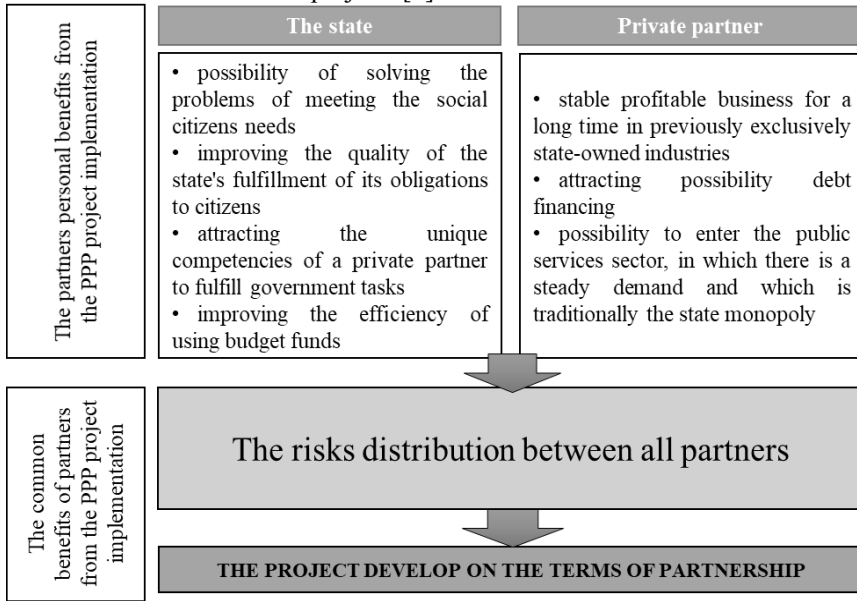 The state
Private partner
The partners personal benefits from
the PPP project implementation
• possibility of solving the
problems of meeting the social
citizens needs
• improving the quality of the
state's fulfillment of its obligations
to citizens
• attracting the unique
competencies of a private partner
to fulfill government tasks
• improving the efficiency of
using budget funds
• stable profitable business for a
long time in previously exclusively
state-owned industries
• attracting possibility debt
financing
• possibility to enter the public
services sector, in which there is a
steady demand and which is
traditionally the state monopoly
The common
benefits of partners
from the PPP project
implementation
The risks distribution between all partners
THE PROJECT DEVELOP ON THE TERMS OF PARTNERSHIP